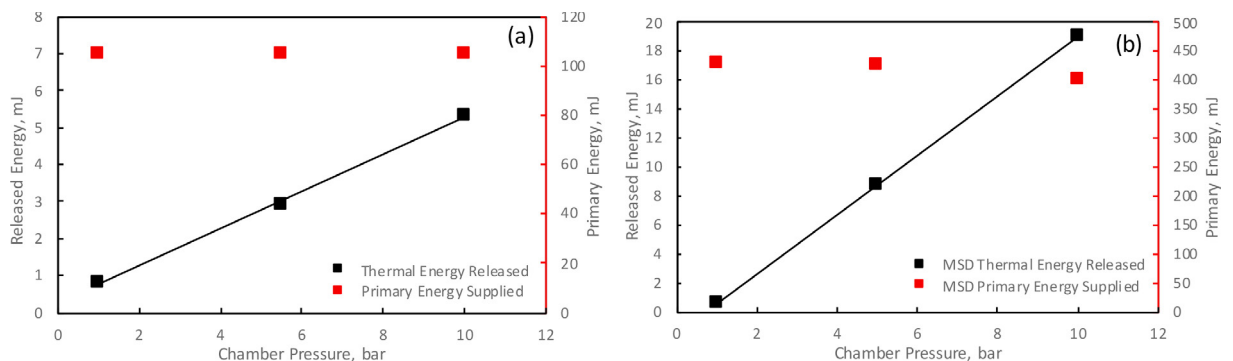 (a)
8
7
6
5
4
3
2
1
0
Released Energy, mJ
120
100
80
60
40
20
0
Primary Energy, mJ
Thermal Energy Released
Primary Energy Supplied
0 2 4 6 8 10 12
Chamber Pressure, bar
(b)
20
18
16
14
12
10
8
6
4
2
0
Released Energy, mJ
500
450
400
350
300
250
200
150
100
50
0
Primary Energy, mJ
MSD Thermal Energy Released
MSD Primary Energy Supplied
0 2 4 6 8 10 12
Chamber Pressure, bar